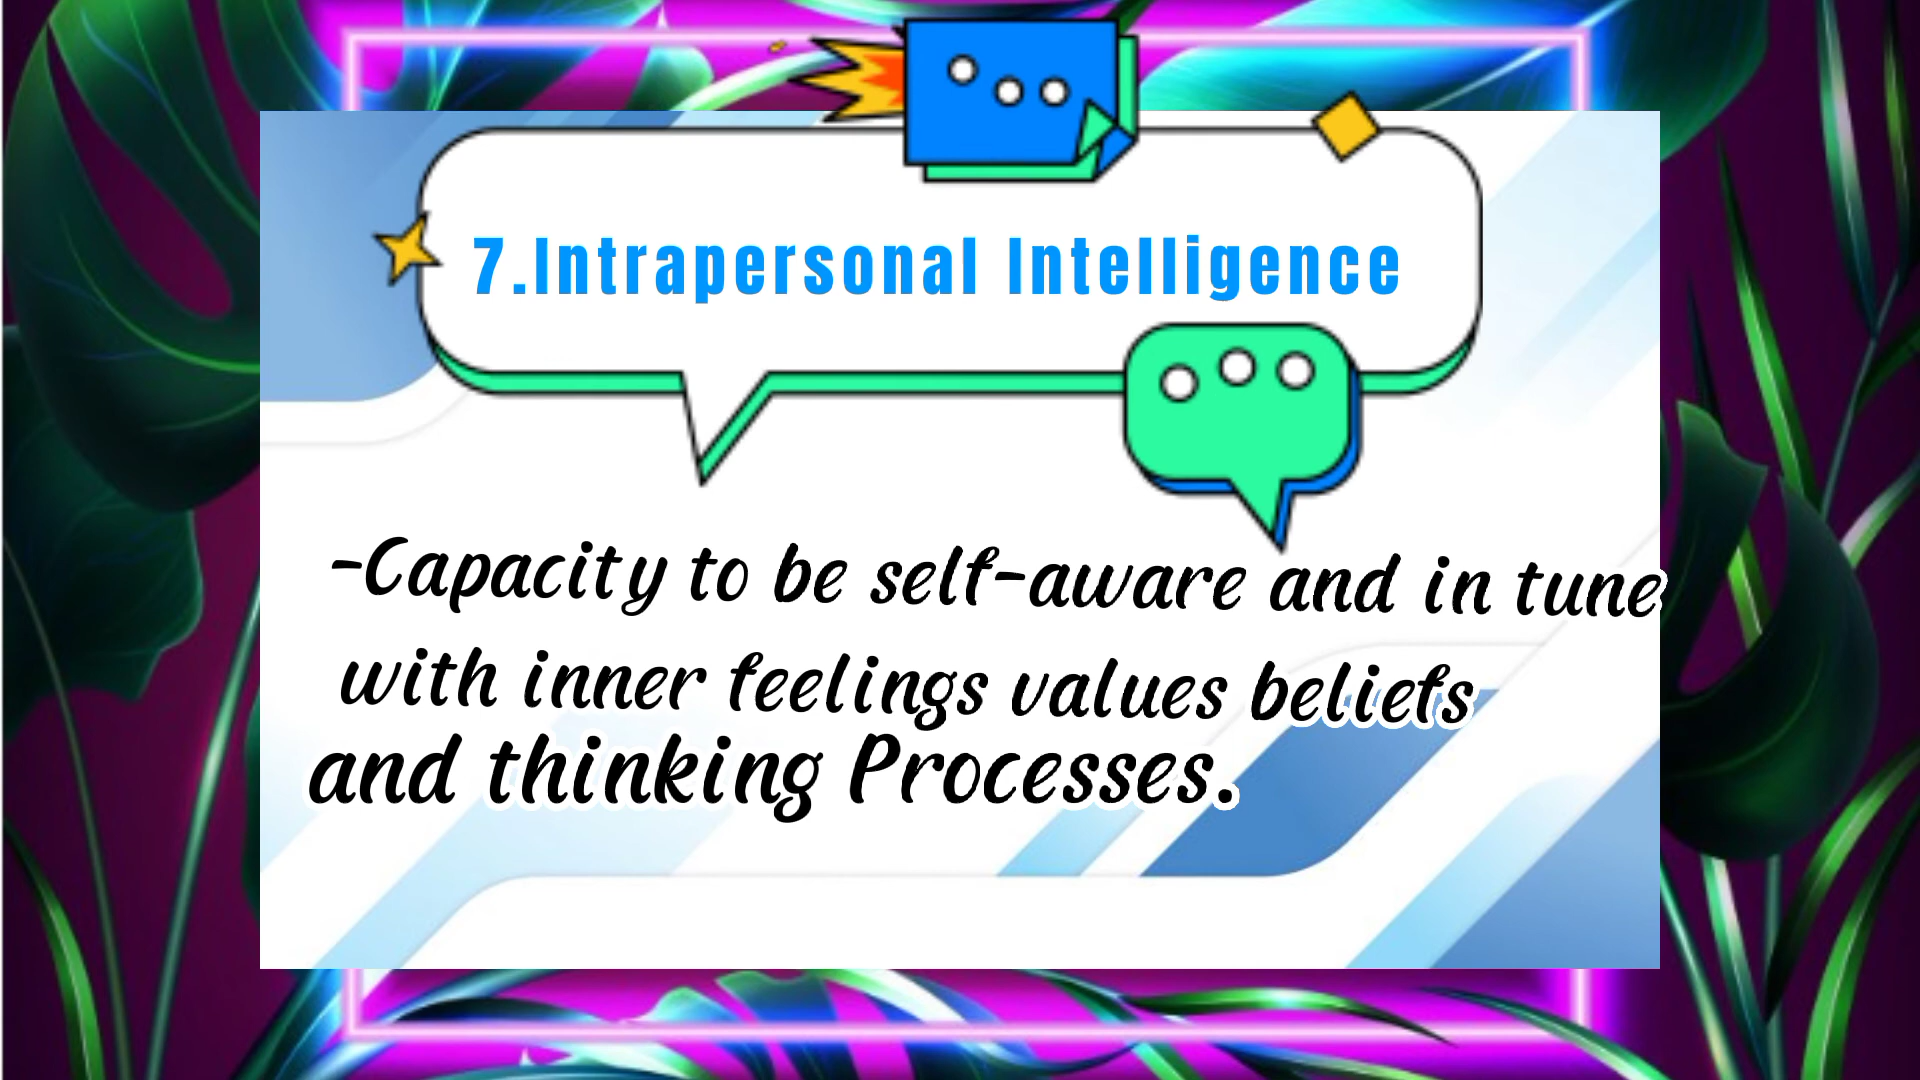 7.Intrapersonal Intelligence
-Capacity to be self-aware and in tune
with inner feelings values beliefs
and thinking Processes.